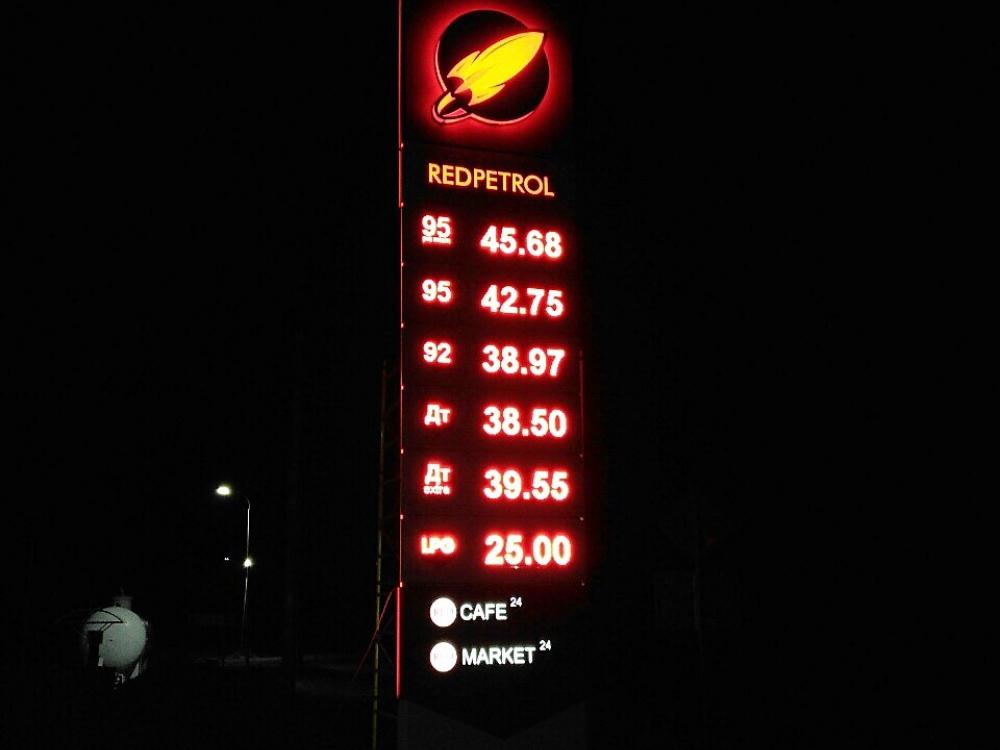 REDPETROL
95 45.68
95 42.75
92 38.97
Дт 38.50
Дт extra 39.55
LPG 25.00
CAFE 24
MARKET 24